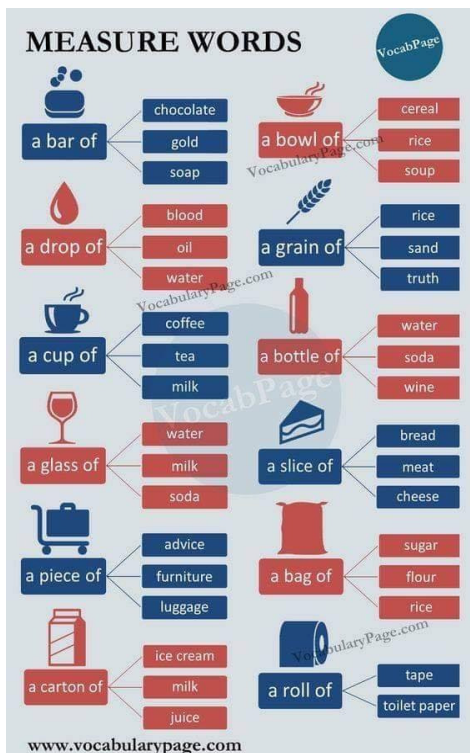 MEASURE WORDS
VocabPage
a bar of
chocolate
gold
soap
a bowl of
cereal
rice
soup
VocabularyPage.com
a drop of
blood
oil
water
a grain of
rice
sand
truth
VocabularyPage.com
a cup of
coffee
tea
milk
a bottle of
water
soda
wine
VocabPage
a glass of
water
milk
soda
a slice of
bread
meat
cheese
a piece of
advice
furniture
luggage
a bag of
sugar
flour
rice
VocabularyPage.com
a carton of
ice cream
milk
juice
a roll of
tape
toilet paper
www.vocabularypage.com